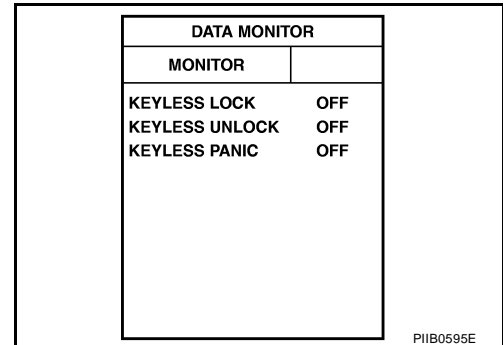 DATA MONITOR
MONITOR
KEYLESS LOCK OFF
KEYLESS UNLOCK OFF
KEYLESS PANIC OFF
PIIB0595E